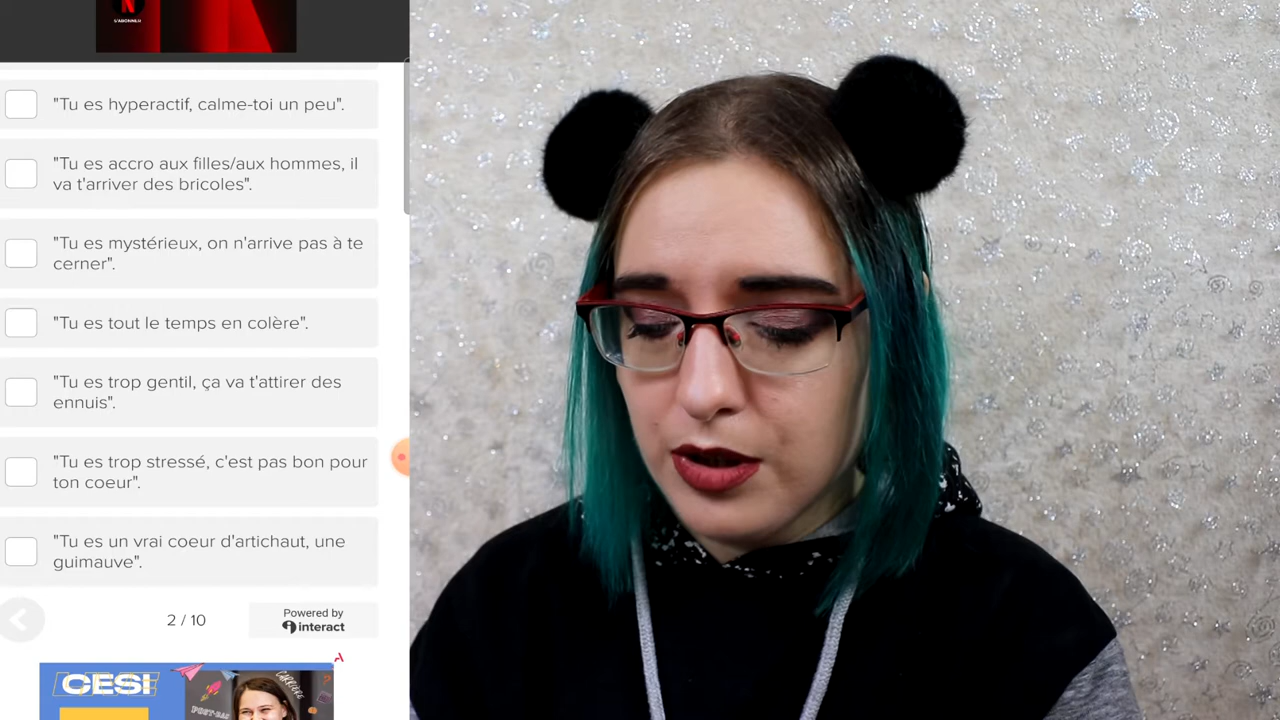 S'ABONNER
"Tu es hyperactif, calme-toi un peu".
"Tu es accro aux filles/aux hommes, il
va t'arriver des bricoles".
"Tu es mystérieux, on n'arrive pas à te
cerner".
"Tu es tout le temps en colère".
"Tu es trop gentil, ça va t'attirer des
ennuis".
"Tu es trop stressé, c'est pas bon pour
ton coeur".
"Tu es un vrai coeur d'artichaut, une
guimauve".
2 / 10
Powered by
interact
CESI
POST-BAC